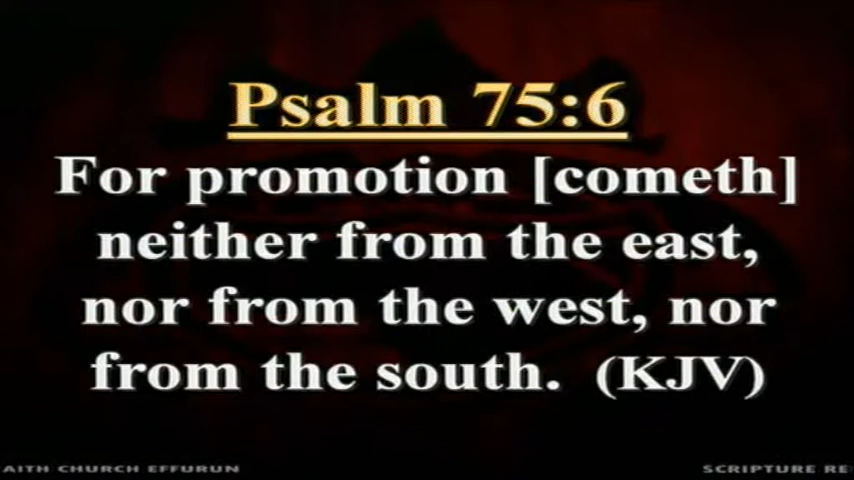 Psalm 75:6
For promotion [cometh]
neither from the east,
nor from the west, nor
from the south. (KJV)
AITH CHURCH EFFURUN
SCRIPTURE RE